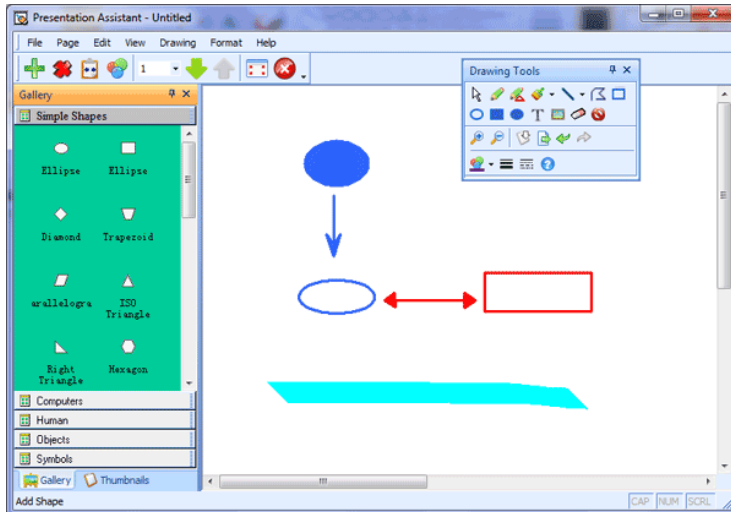 Presentation Assistant - Untitled
File Page Edit View Drawing Format Help
1
Gallery
Simple Shapes
Ellipse Ellipse
Diamond Trapezoid
arallelogra ISO
Triangle
Right Hexagon
Triangle
Computers
Human
Objects
Symbols
Gallery Thumbnails
Drawing Tools
T
Add Shape
CAP NUM SCRL